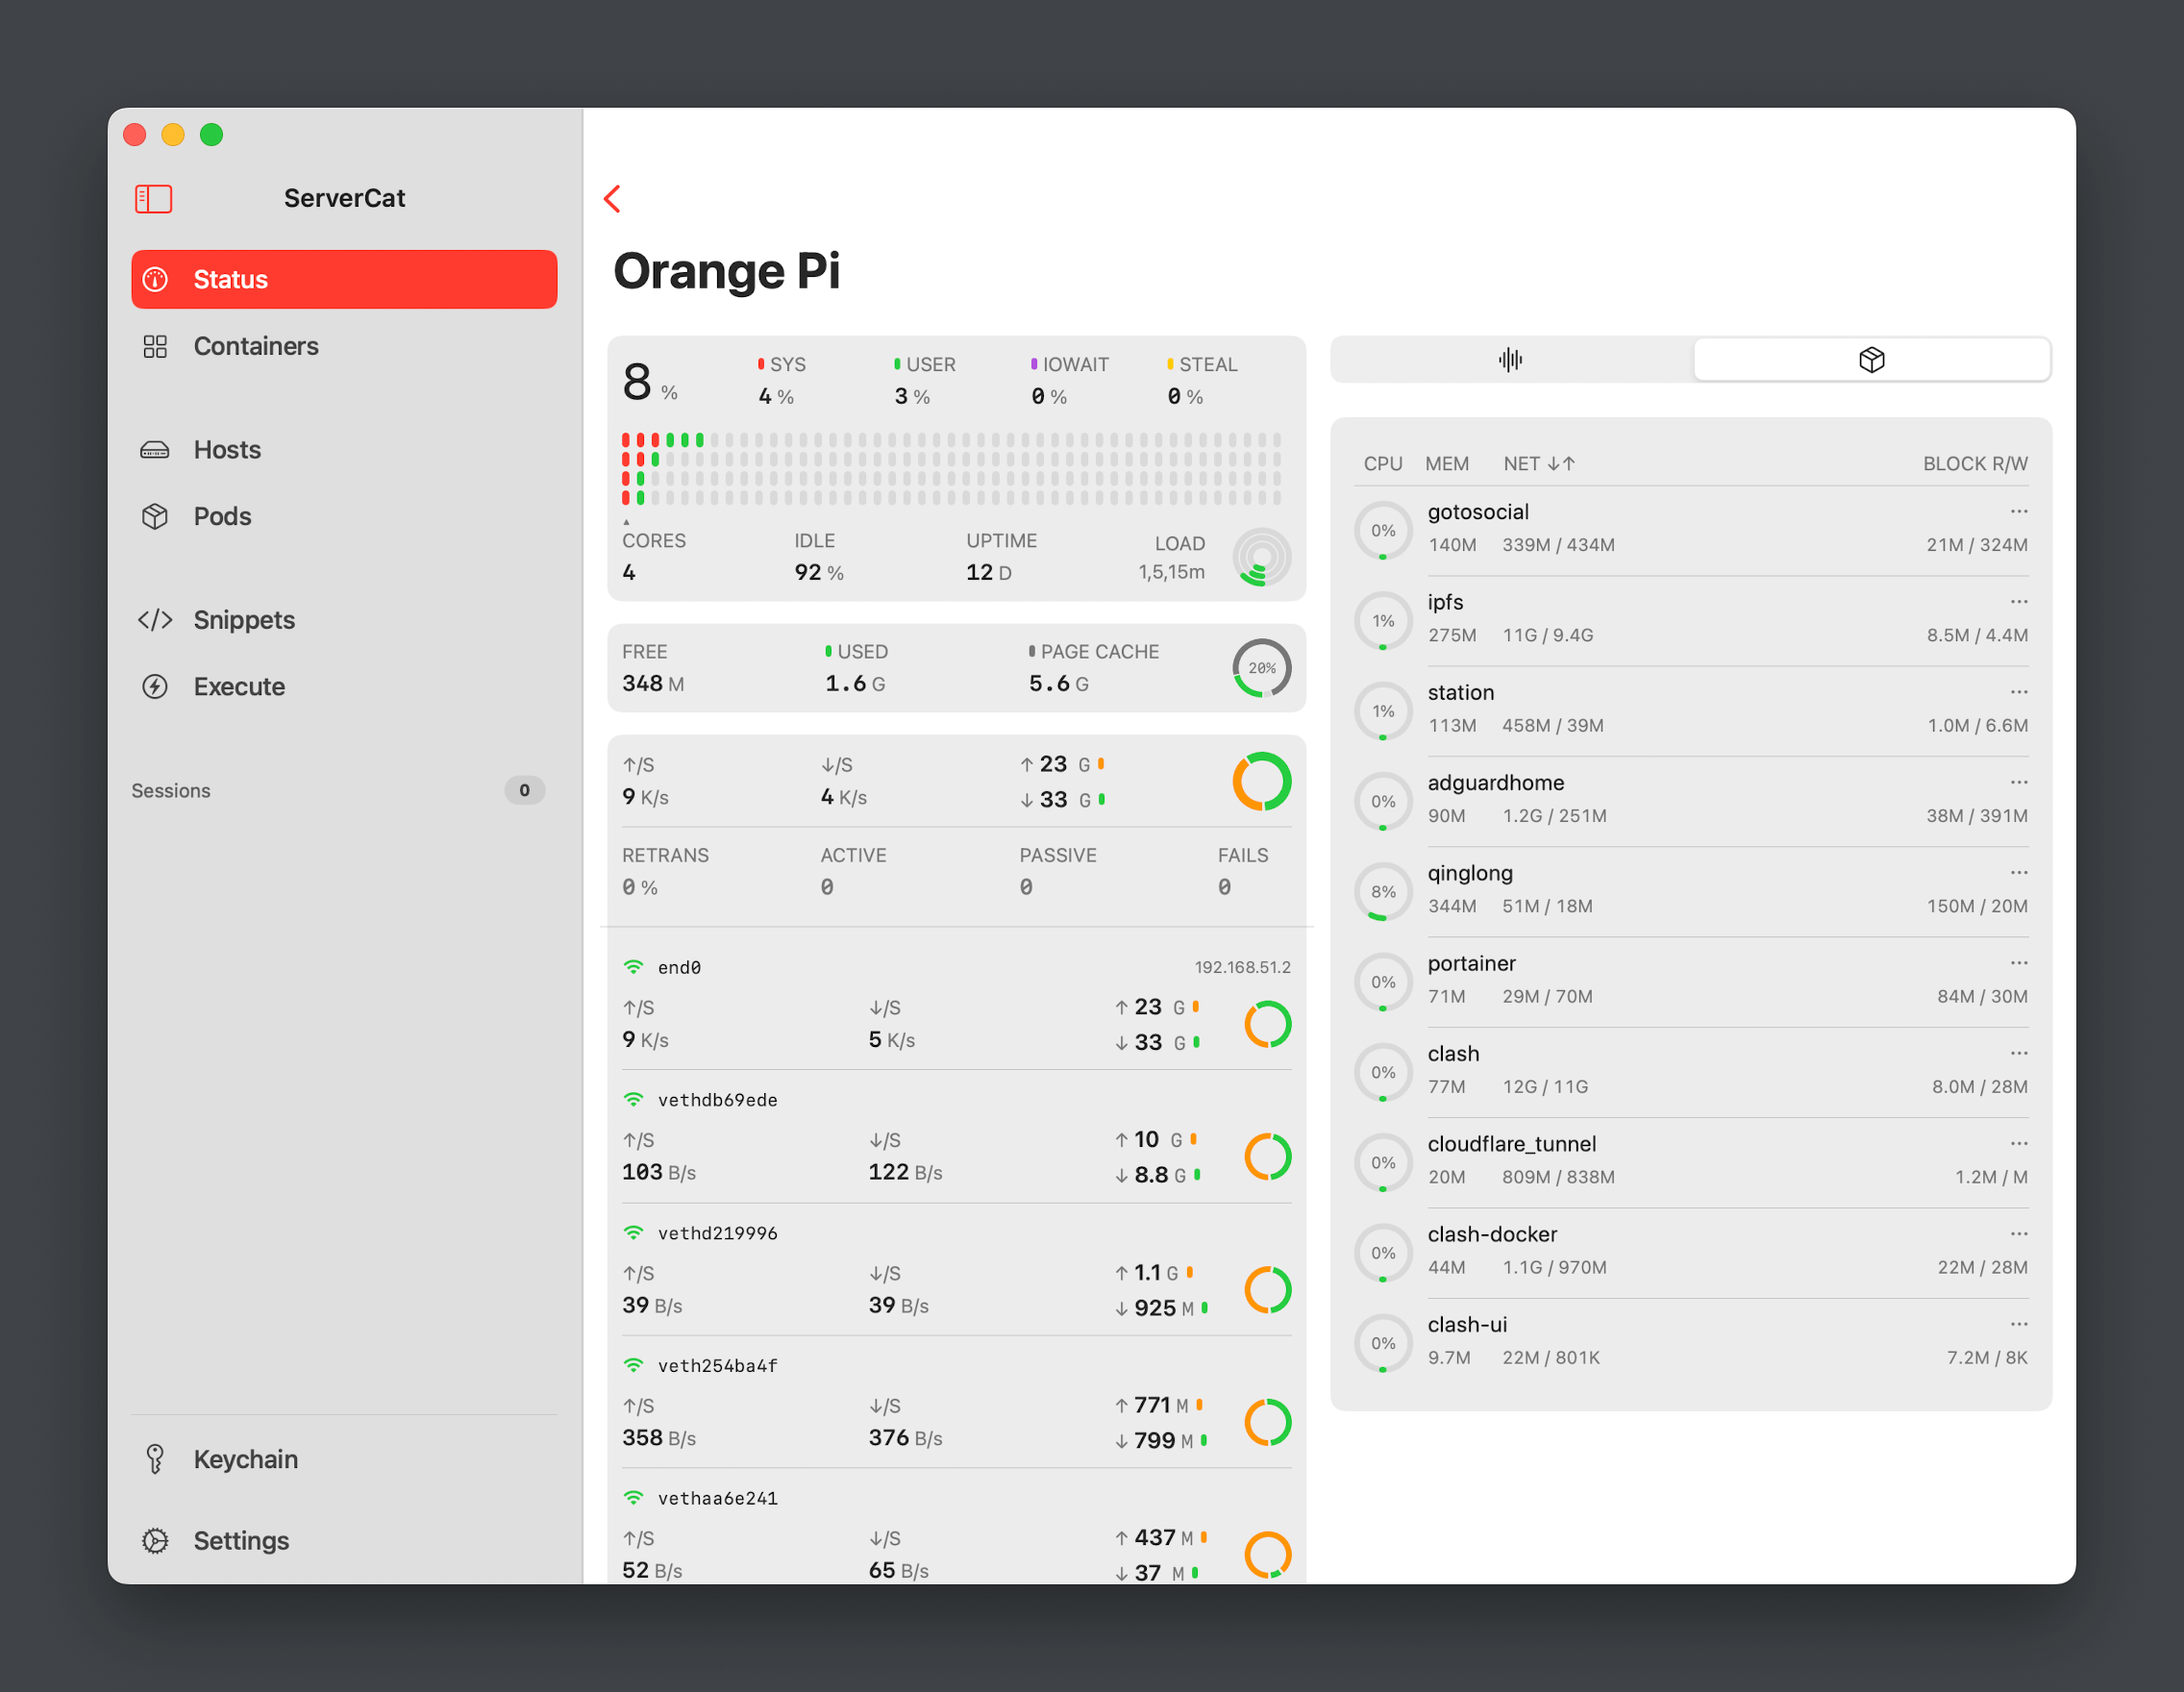 ServerCat
Status
Containers
Hosts
Pods
Snippets
Execute
Sessions 0
Keychain
Settings
Orange Pi
8 % SYS USER IOWAIT STEAL
4 % 3 % 0 % 0 %
CORES IDLE UPTIME LOAD
4 92 % 12 D 1,5,15m
FREE USED PAGE CACHE
348 M 1.6 G 5.6 G 20%
↑/S ↓/S ↑ 23 G
9 K/s 4 K/s ↓ 33 G
RETRANS ACTIVE PASSIVE FAILS
0 % 0 0 0
end0 192.168.51.2
↑/S ↓/S ↑ 23 G
9 K/s 5 K/s ↓ 33 G
vethdb69ede
↑/S ↓/S ↑ 10 G
103 B/s 122 B/s ↓ 8.8 G
vethd219996
↑/S ↓/S ↑ 1.1 G
39 B/s 39 B/s ↓ 925 M
veth254ba4f
↑/S ↓/S ↑ 771 M
358 B/s 376 B/s ↓ 799 M
vethaa6e241
↑/S ↓/S ↑ 437 M
52 B/s 65 B/s ↓ 37 M
CPU MEM NET ↓↑ BLOCK R/W
gotosocial ...
0% 140M 339M / 434M 21M / 324M
ipfs ...
1% 275M 11G / 9.4G 8.5M / 4.4M
station ...
1% 113M 458M / 39M 1.0M / 6.6M
adguardhome ...
0% 90M 1.2G / 251M 38M / 391M
qinglong ...
8% 344M 51M / 18M 150M / 20M
portainer ...
0% 71M 29M / 70M 84M / 30M
clash ...
0% 77M 12G / 11G 8.0M / 28M
cloudflare_tunnel ...
0% 20M 809M / 838M 1.2M / M
clash-docker ...
0% 44M 1.1G / 970M 22M / 28M
clash-ui ...
0% 9.7M 22M / 801K 7.2M / 8K